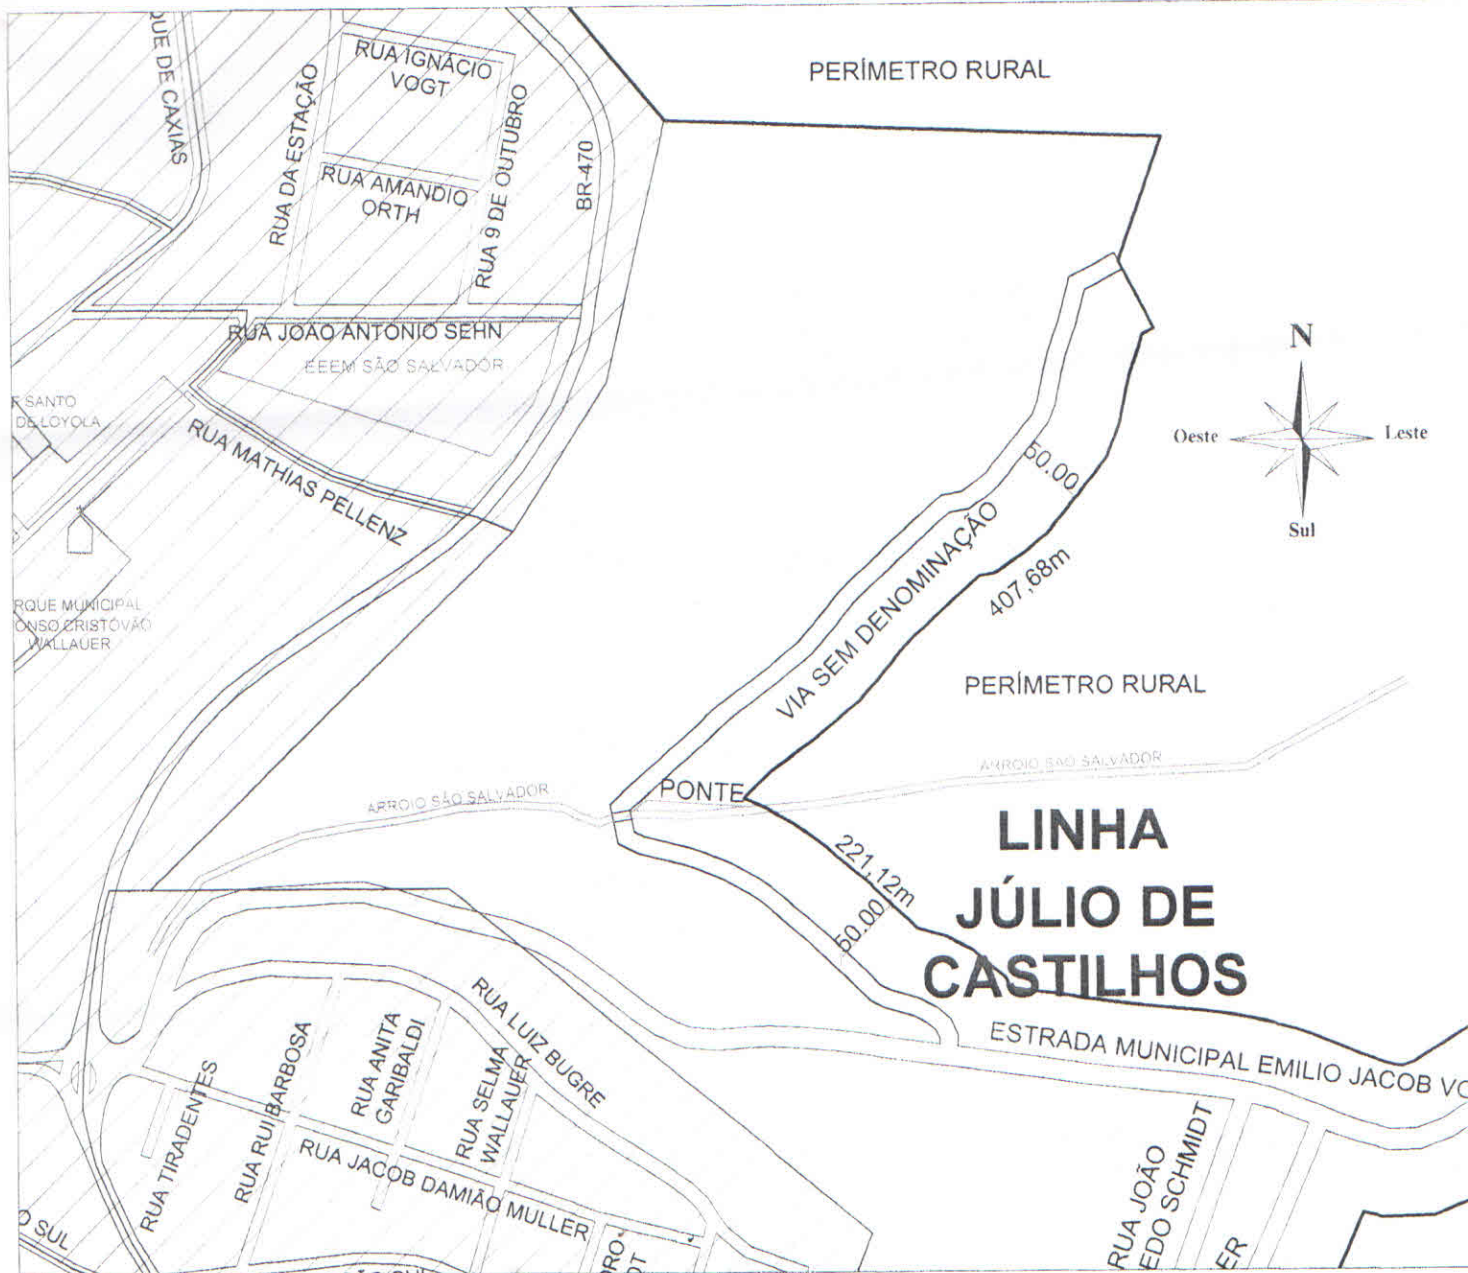 QUE DE CAXIAS
RUA IGNÁCIO
VOGT
PERÍMETRO RURAL
RUA DA ESTAÇÃO
RUA AMANDIO
ORTH
RUA 9 DE OUTUBRO
BR-470
RUA JOÃO ANTONIO SEHN
EEEM SÃO SALVADOR
N
Oeste
Leste
Sul
SANTO
DE LOYOLA
RUA MATHIAS PELLENZ
50.00
VIA SEM DENOMINAÇÃO
407,68m
RQUE MUNICIPAL
ONSO CRISTÓVÃO
WALLAUER
PERÍMETRO RURAL
ARROIO SÃO SALVADOR
ARROIO SÃO SALVADOR
PONTE
LINHA
JÚLIO DE
CASTILHOS
221,12m
50.00
ESTRADA MUNICIPAL EMILIO JACOB VO
RUA LUIZ BUGRE
RUA TIRADENTES
RUA RUI BARBOSA
RUA ANITA
GARIBALDI
RUA SELMA
WALLAUER
RUA JACOB DAMIÃO MULLER
RUA JOÃO
EDO SCHMIDT
ER
O SUL
DRO